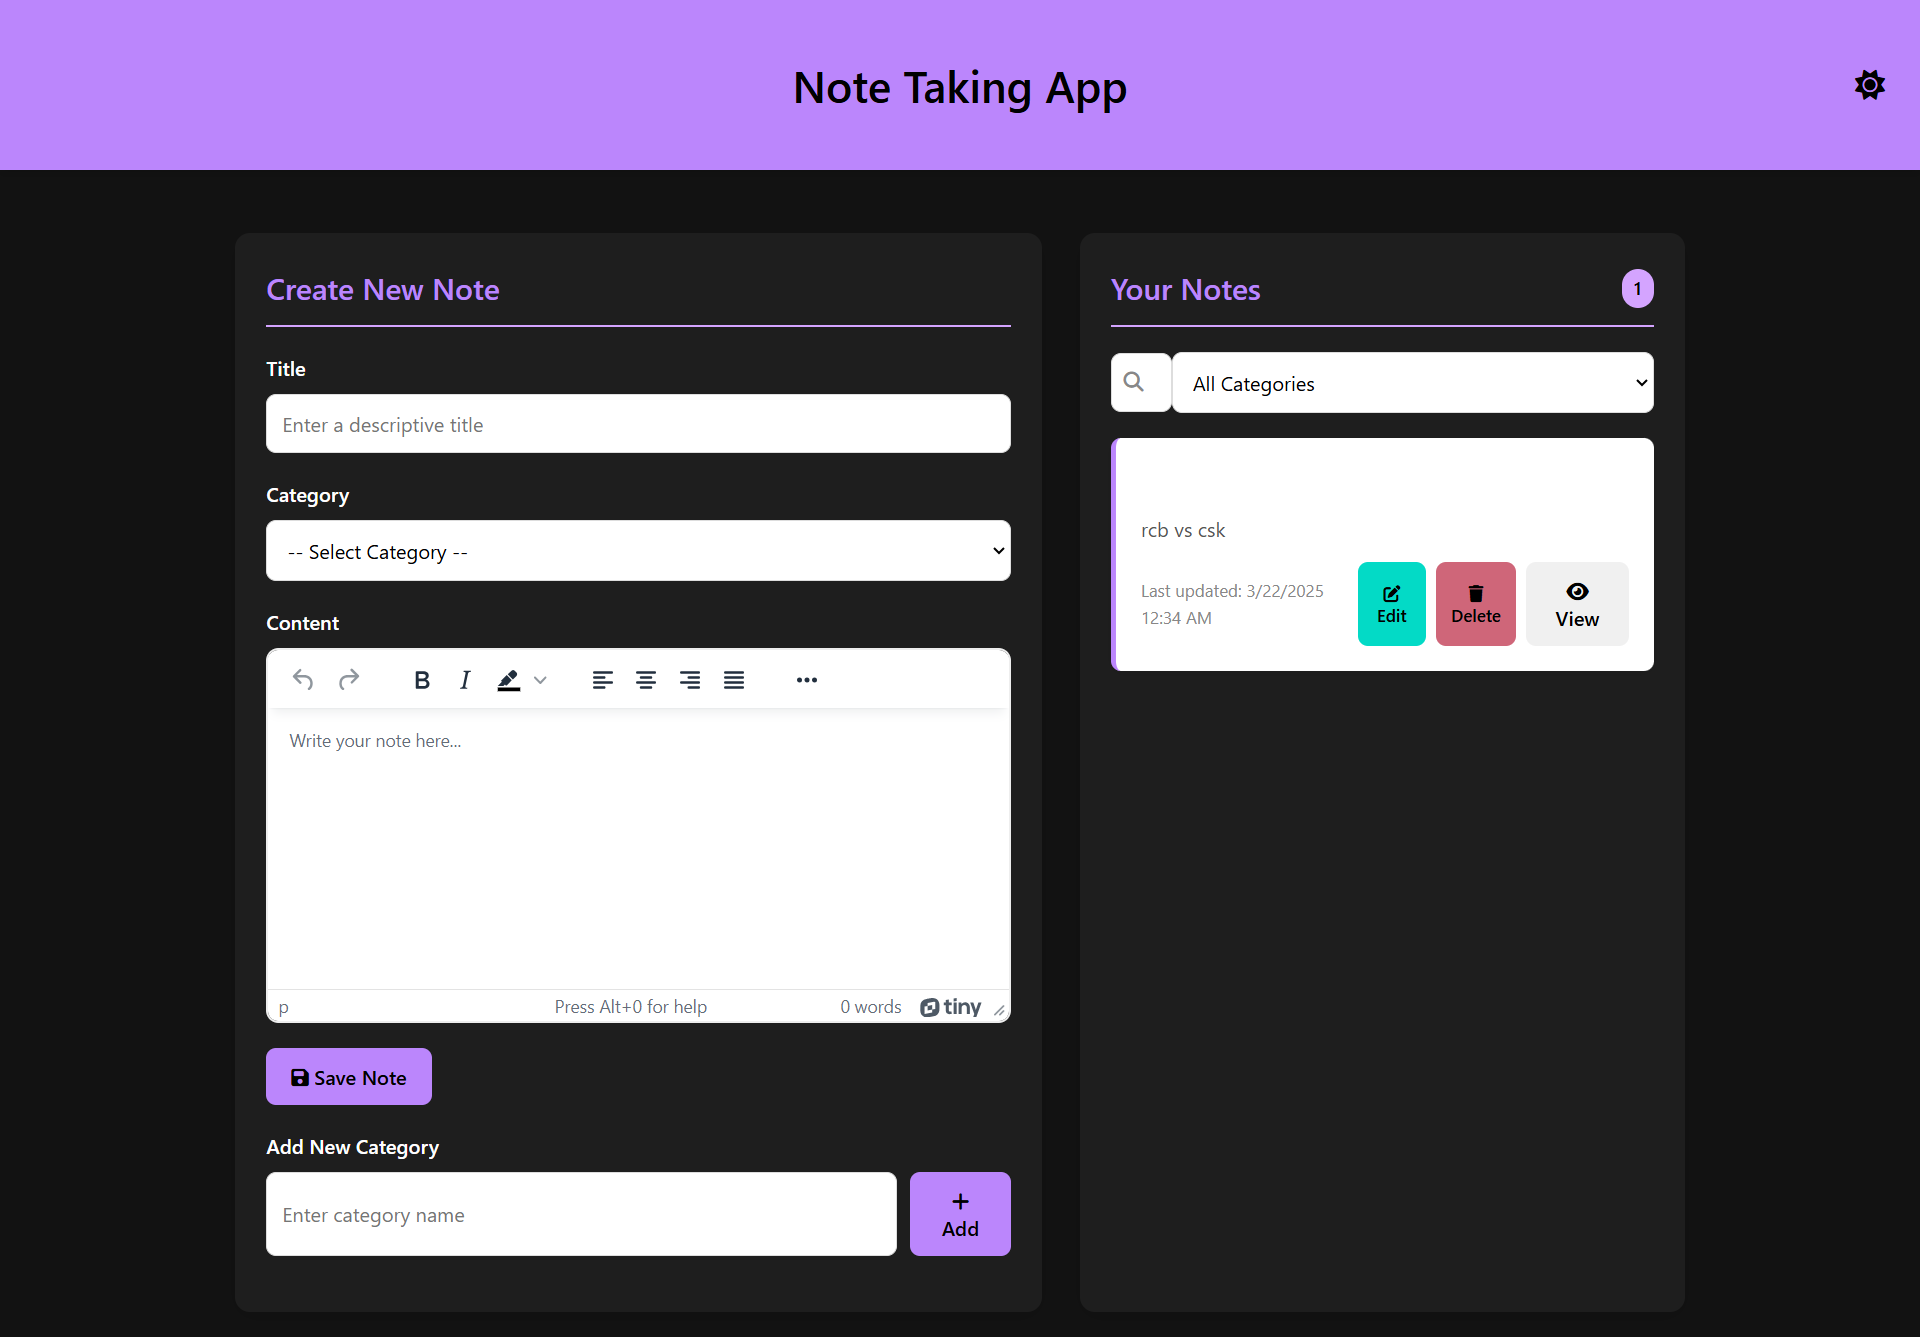 Note Taking App
Create New Note
Title
Enter a descriptive title
Category
-- Select Category --
Content
B I
Write your note here...
p Press Alt+0 for help 0 words tiny
Save Note
Add New Category
Enter category name
Add
Your Notes 1
All Categories
rcb vs csk
Last updated: 3/22/2025
12:34 AM
Edit Delete View